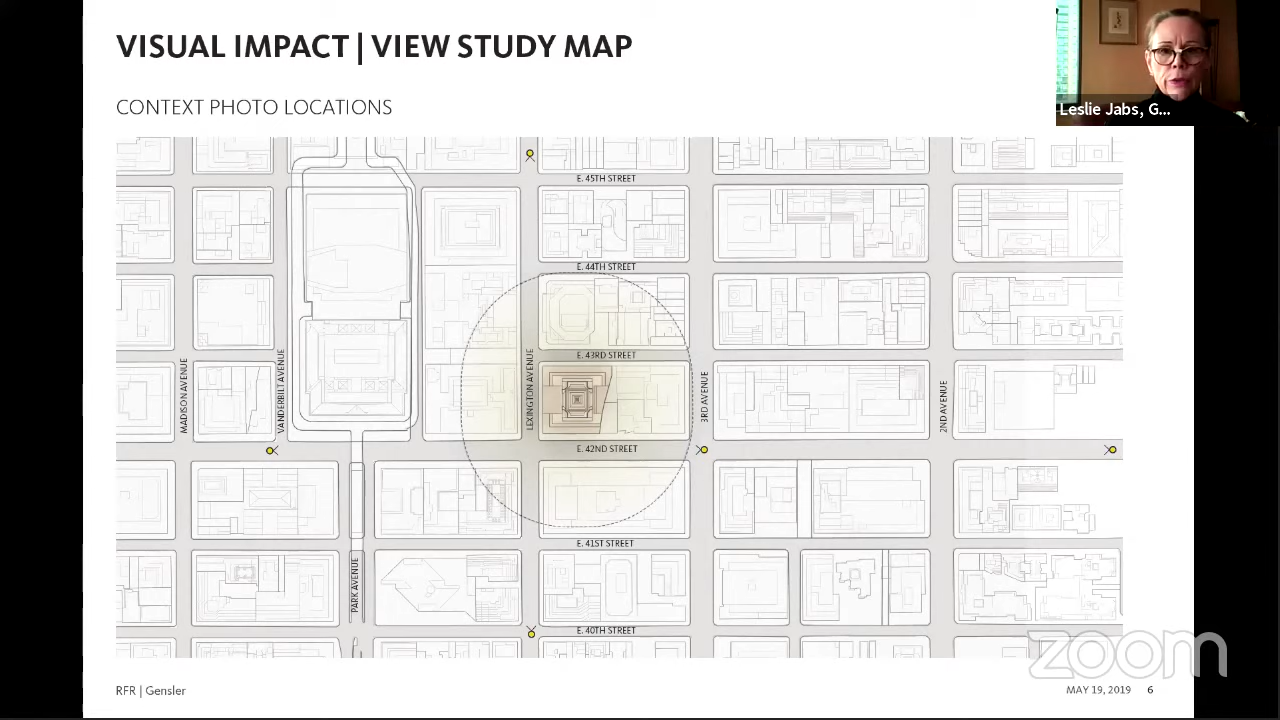 VISUAL IMPACT | VIEW STUDY MAP
CONTEXT PHOTO LOCATIONS
Leslie Jabs, G...
E. 45TH STREET
E. 44TH STREET
E. 43RD STREET
MADISON AVENUE
VANDERBILT AVENUE
LEXINGTON AVENUE
3RD AVENUE
2ND AVENUE
E. 42ND STREET
E. 41ST STREET
PARK AVENUE
E. 40TH STREET
zoom
RFR | Gensler
MAY 19, 2019 6